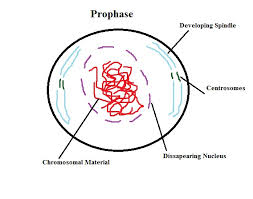 Prophase
Developing Spindle
Centrosomes
Dissapearing Nucleus
Chromosomal Material